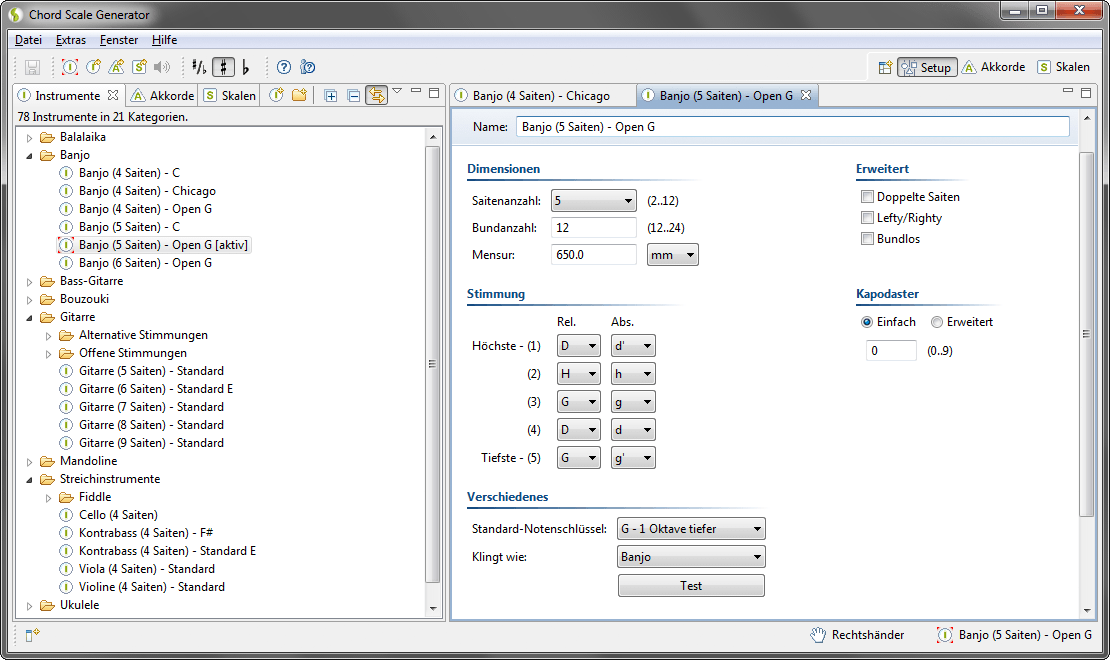 Chord Scale Generator
Datei Extras Fenster Hilfe
Setup Akkorde Skalen
Instrumente Akkorde Skalen
Banjo (4 Saiten) - Chicago Banjo (5 Saiten) - Open G
78 Instrumente in 21 Kategorien.
Balalaika
Banjo
Banjo (4 Saiten) - C
Banjo (4 Saiten) - Chicago
Banjo (4 Saiten) - Open G
Banjo (5 Saiten) - C
Banjo (5 Saiten) - Open G [aktiv]
Banjo (6 Saiten) - Open G
Bass-Gitarre
Bouzouki
Gitarre
Alternative Stimmungen
Offene Stimmungen
Gitarre (5 Saiten) - Standard
Gitarre (6 Saiten) - Standard E
Gitarre (7 Saiten) - Standard
Gitarre (8 Saiten) - Standard
Gitarre (9 Saiten) - Standard
Mandoline
Streichinstrumente
Fiddle
Cello (4 Saiten)
Kontrabass (4 Saiten) - F#
Kontrabass (4 Saiten) - Standard E
Viola (4 Saiten) - Standard
Violine (4 Saiten) - Standard
Ukulele
Name: Banjo (5 Saiten) - Open G
Dimensionen
Saitenanzahl: 5 (2..12)
Bundanzahl: 12 (12..24)
Mensur: 650.0 mm
Erweitert
Doppelte Saiten
Lefty/Righty
Bundlos
Stimmung
Rel. Abs.
Höchste - (1) D d'
(2) H h
(3) G g
(4) D d
Tiefste - (5) G g'
Kapodaster
Einfach Erweitert
0 (0..9)
Verschiedenes
Standard-Notenschlüssel: G - 1 Oktave tiefer
Klingt wie: Banjo
Test
Rechtshänder Banjo (5 Saiten) - Open G